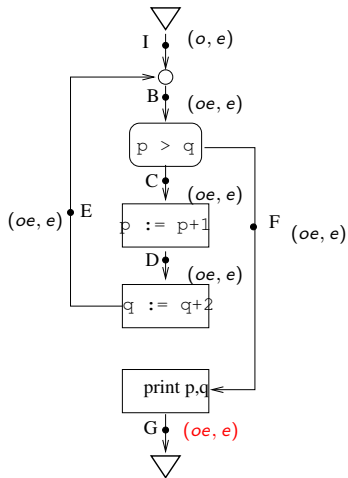 I (o, e)
B (oe, e)
p > q
C (oe, e)
p := p+1
(oe, e) E
F (oe, e)
D (oe, e)
q := q+2
print p,q
G (oe, e)